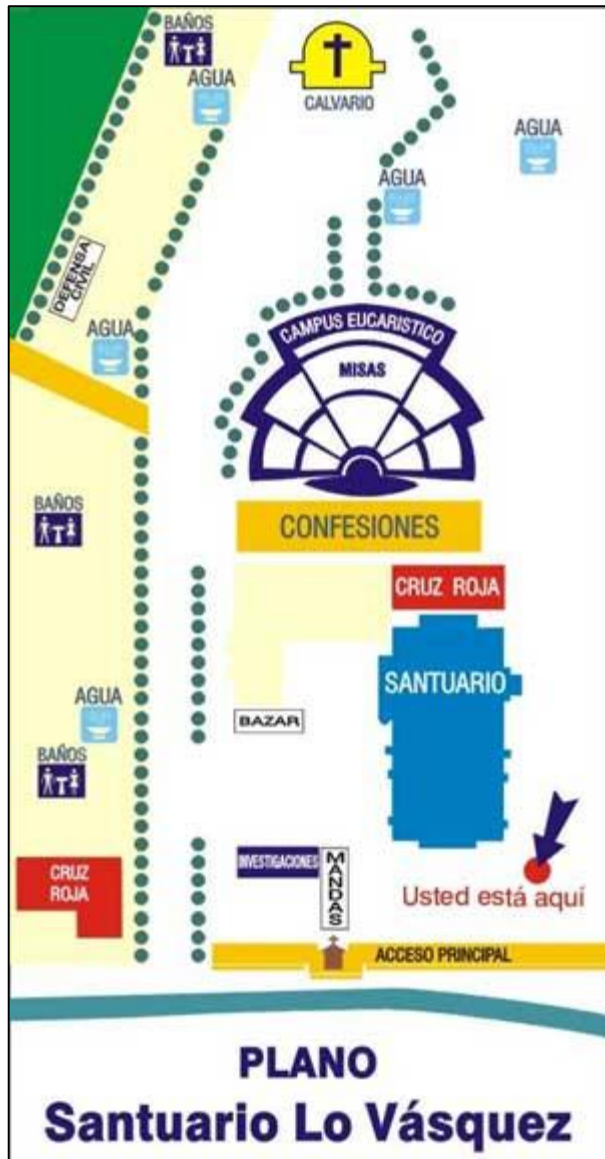 BAÑOS
AGUA
CALVARIO
AGUA
AGUA
DEFENSA
CIVIL
AGUA
CAMPUS EUCARISTICO
MISAS
BAÑOS
CONFESIONES
CRUZ ROJA
SANTUARIO
AGUA
BAZAR
BAÑOS
INVESTIGACIONES
MANDAS
CRUZ
ROJA
Usted está aquí
ACCESO PRINCIPAL
PLANO
Santuario Lo Vásquez